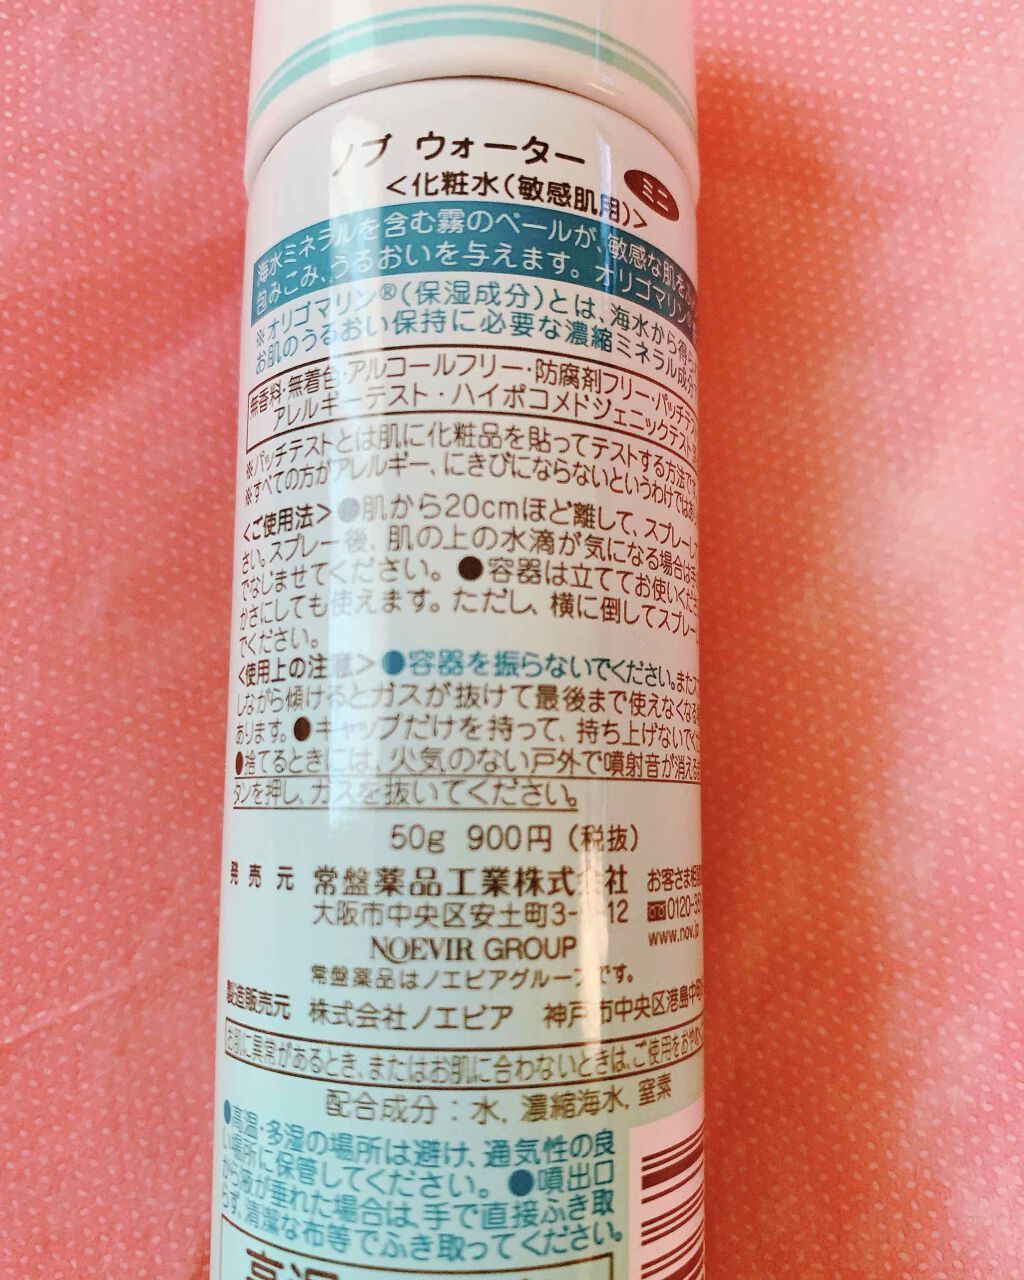 ノブ ウォーター
ミニ
<化粧水(敏感肌用)>
海水ミネラルを含む霧のベールが、敏感な肌を
包みこみ、うるおいを与えます。オリゴマリン
※オリゴマリン®(保湿成分)とは、海水から得ら
お肌のうるおい保持に必要な濃縮ミネラル成分
無香料・無着色・アルコールフリー・防腐剤フリー・パッチテス
アレルギーテスト・ハイポコメドジェニックテスト
※パッチテストとは肌に化粧品を貼ってテストする方法です
※すべての方がアレルギー、にきびにならないというわけでは
<ご使用法>●肌から20cmほど離して、スプレーし
さい。スプレー後、肌の上の水滴が気になる場合は手
でなじませてください。 ●容器は立ててお使いくだ
かさにしても使えます。ただし、横に倒してスプレー
でください。
<使用上の注意>●容器を振らないでください。また
しながら傾けるとガスが抜けて最後まで使えなくなる
あります。●キャップだけを持って、持ち上げないで
●捨てるときには、火気のない戸外で噴射音が消える
タンを押し、ガスを抜いてください。
50g 900円(税抜)
発売元 常盤薬品工業株式会社
大阪市中央区安土町3- -12
NOEVIR GROUP
常盤薬品はノエビアグループです。
お客さま相談
0120-36
www.nov.jp
製造販売元 株式会社ノエビア 神戸市中央区港島中町
お肌に異常があるとき、またはお肌に合わないときは、ご使用をおやめ
配合成分:水, 濃縮海水, 窒素
●高温・多湿の場所は避け、通気性の良
い場所に保管してください。 ●噴出口
から液が垂れた場合は、手で直接ふき取
らず、清潔な布等でふき取ってください。
高温